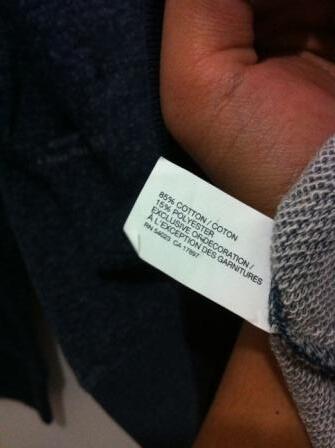 85% COTTON / COTON
15% POLYESTER
EXCLUSIVE OF DECORATION /
À L'EXCEPTION DES GARNITURES
RN 54023 CA 17897